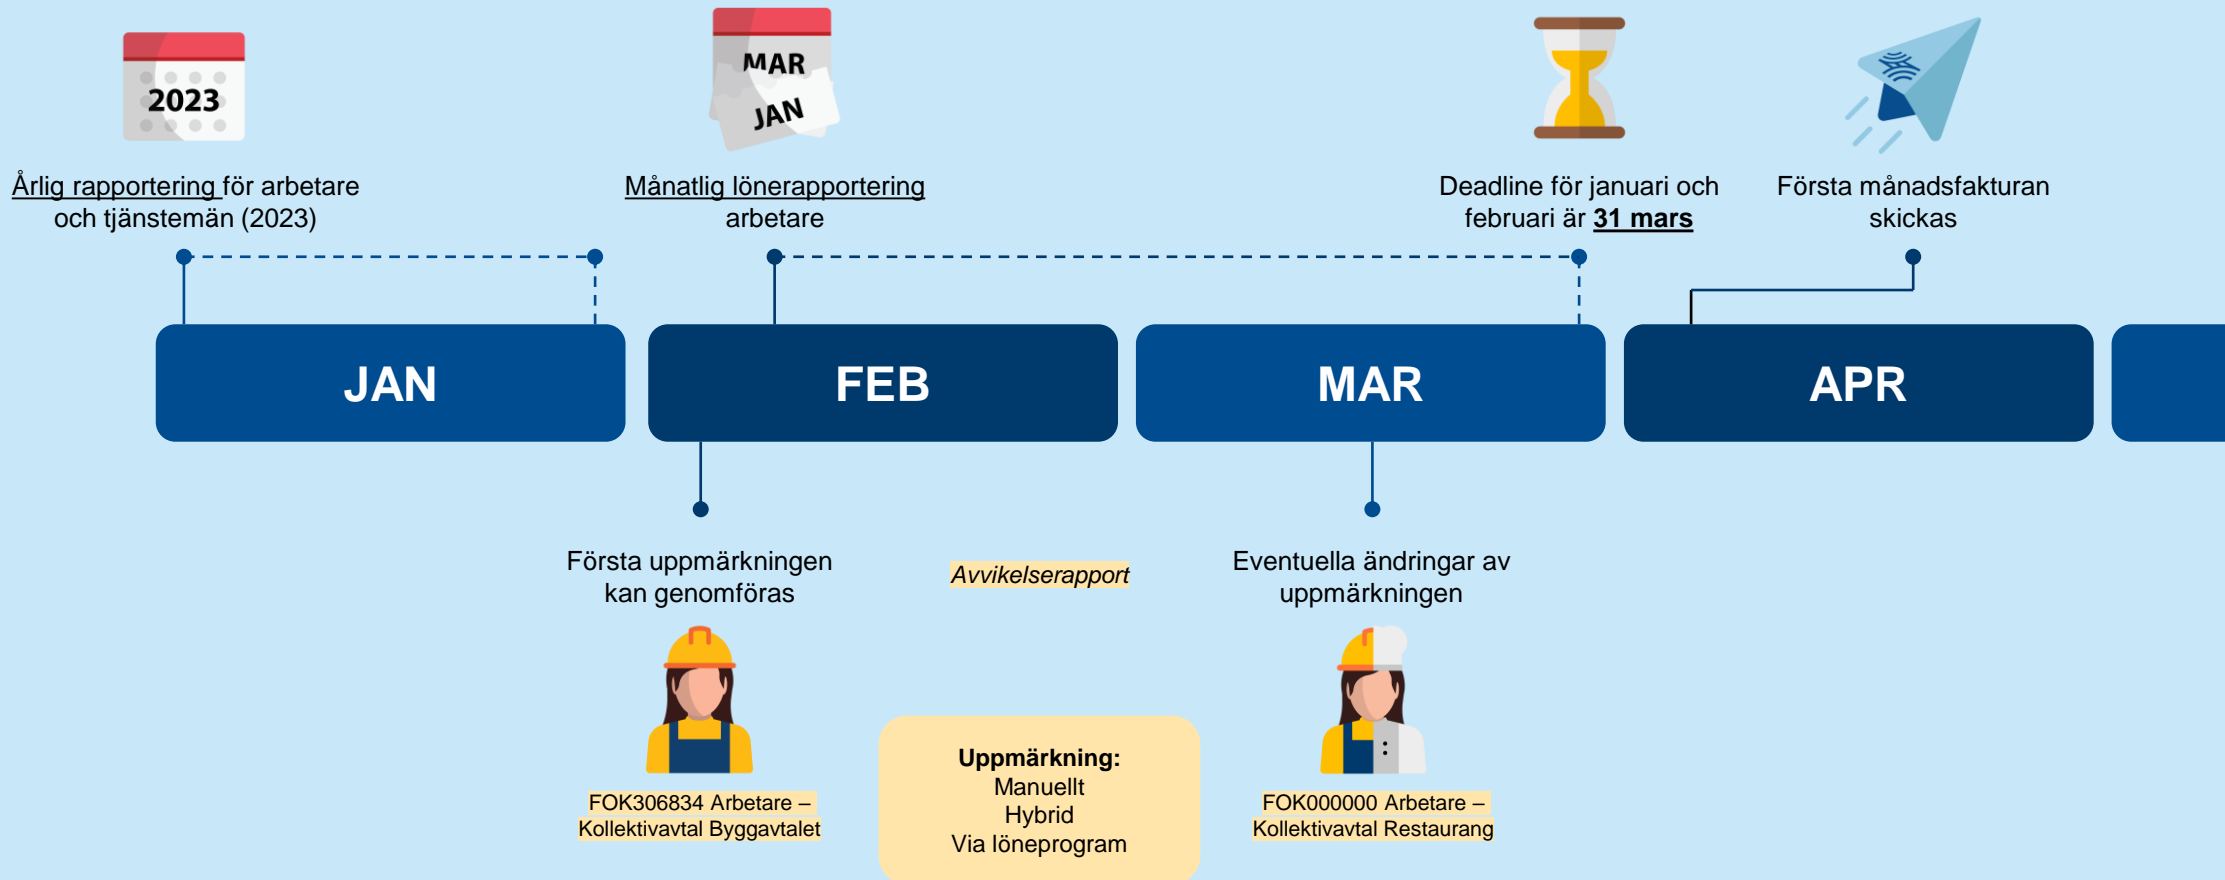 2023
MAR
JAN
Årlig rapportering för arbetare
och tjänstemän (2023)
Månatlig lönerapportering
arbetare
Deadline för januari och
februari är 31 mars
Första månadsfakturan
skickas
JAN
FEB
MAR
APR
Första uppmärkningen
kan genomföras
Avvikelserapport
Eventuella ändringar av
uppmärkningen
FOK306834 Arbetare –
Kollektivavtal Byggavtalet
Uppmärkning:
Manuellt
Hybrid
Via löneprogram
FOK000000 Arbetare –
Kollektivavtal Restaurang